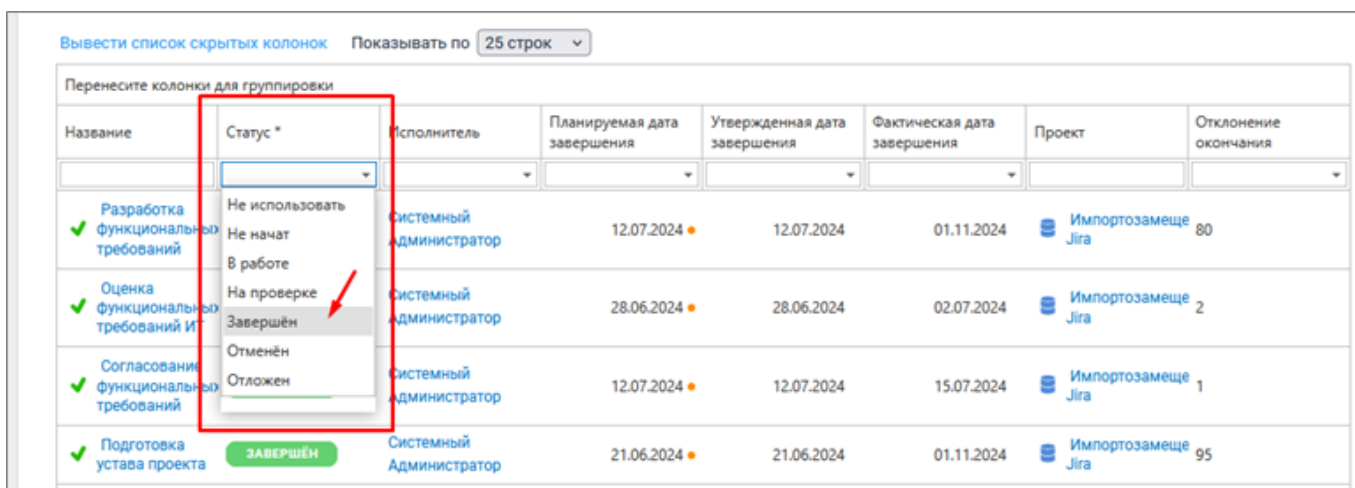 Вывести список скрытых колонок Показывать по 25 строк
Перенесите колонки для группировки
Название Статус * Исполнитель Планируемая дата завершения Утвержденная дата завершения Фактическая дата завершения Проект Отклонение окончания
Не использовать
Не начат
В работе
На проверке
Завершён
Отменён
Отложен
Разработка функциональных требований Системный Администратор 12.07.2024 12.07.2024 01.11.2024 Импортозамеще Jira 80
Оценка функциональных требований ИТ Системный Администратор 28.06.2024 28.06.2024 02.07.2024 Импортозамеще Jira 2
Согласование функциональных требований Системный Администратор 12.07.2024 12.07.2024 15.07.2024 Импортозамеще Jira 1
Подготовка устава проекта ЗАВЕРШЁН Системный Администратор 21.06.2024 21.06.2024 01.11.2024 Импортозамеще Jira 95